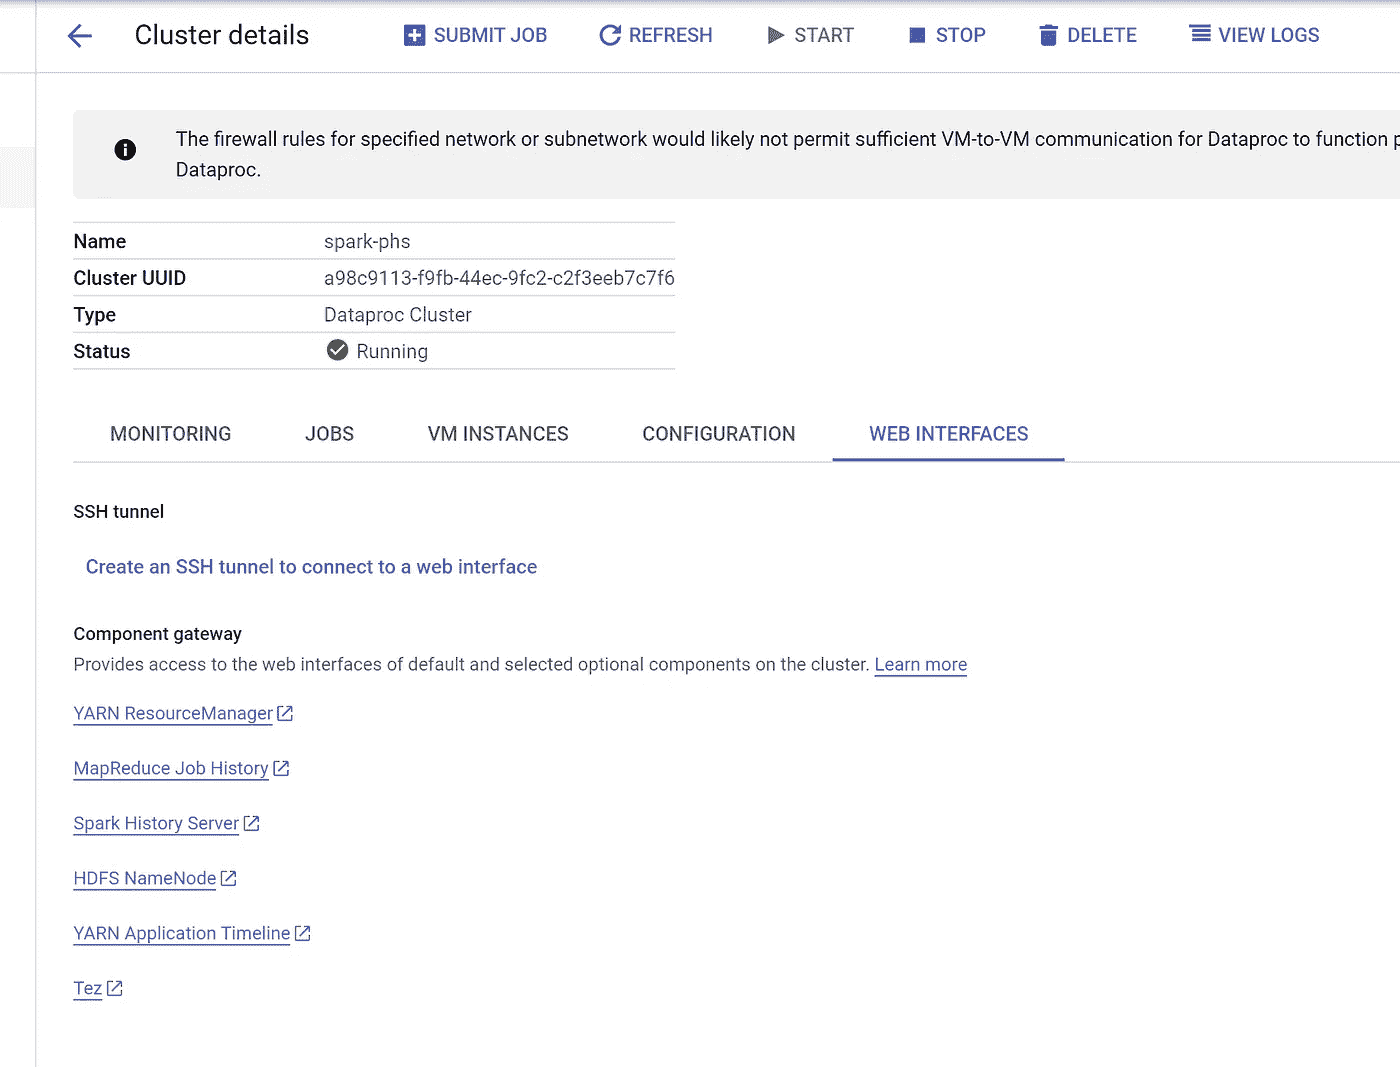 Cluster details
SUBMIT JOB
REFRESH
START
STOP
DELETE
VIEW LOGS
The firewall rules for specified network or subnetwork would likely not permit sufficient VM-to-VM communication for Dataproc to function
Dataproc.
Name spark-phs
Cluster UUID a98c9113-f9fb-44ec-9fc2-c2f3eeb7c7f6
Type Dataproc Cluster
Status Running
MONITORING
JOBS
VM INSTANCES
CONFIGURATION
WEB INTERFACES
SSH tunnel
Create an SSH tunnel to connect to a web interface
Component gateway
Provides access to the web interfaces of default and selected optional components on the cluster. Learn more
YARN ResourceManager
MapReduce Job History
Spark History Server
HDFS NameNode
YARN Application Timeline
Tez